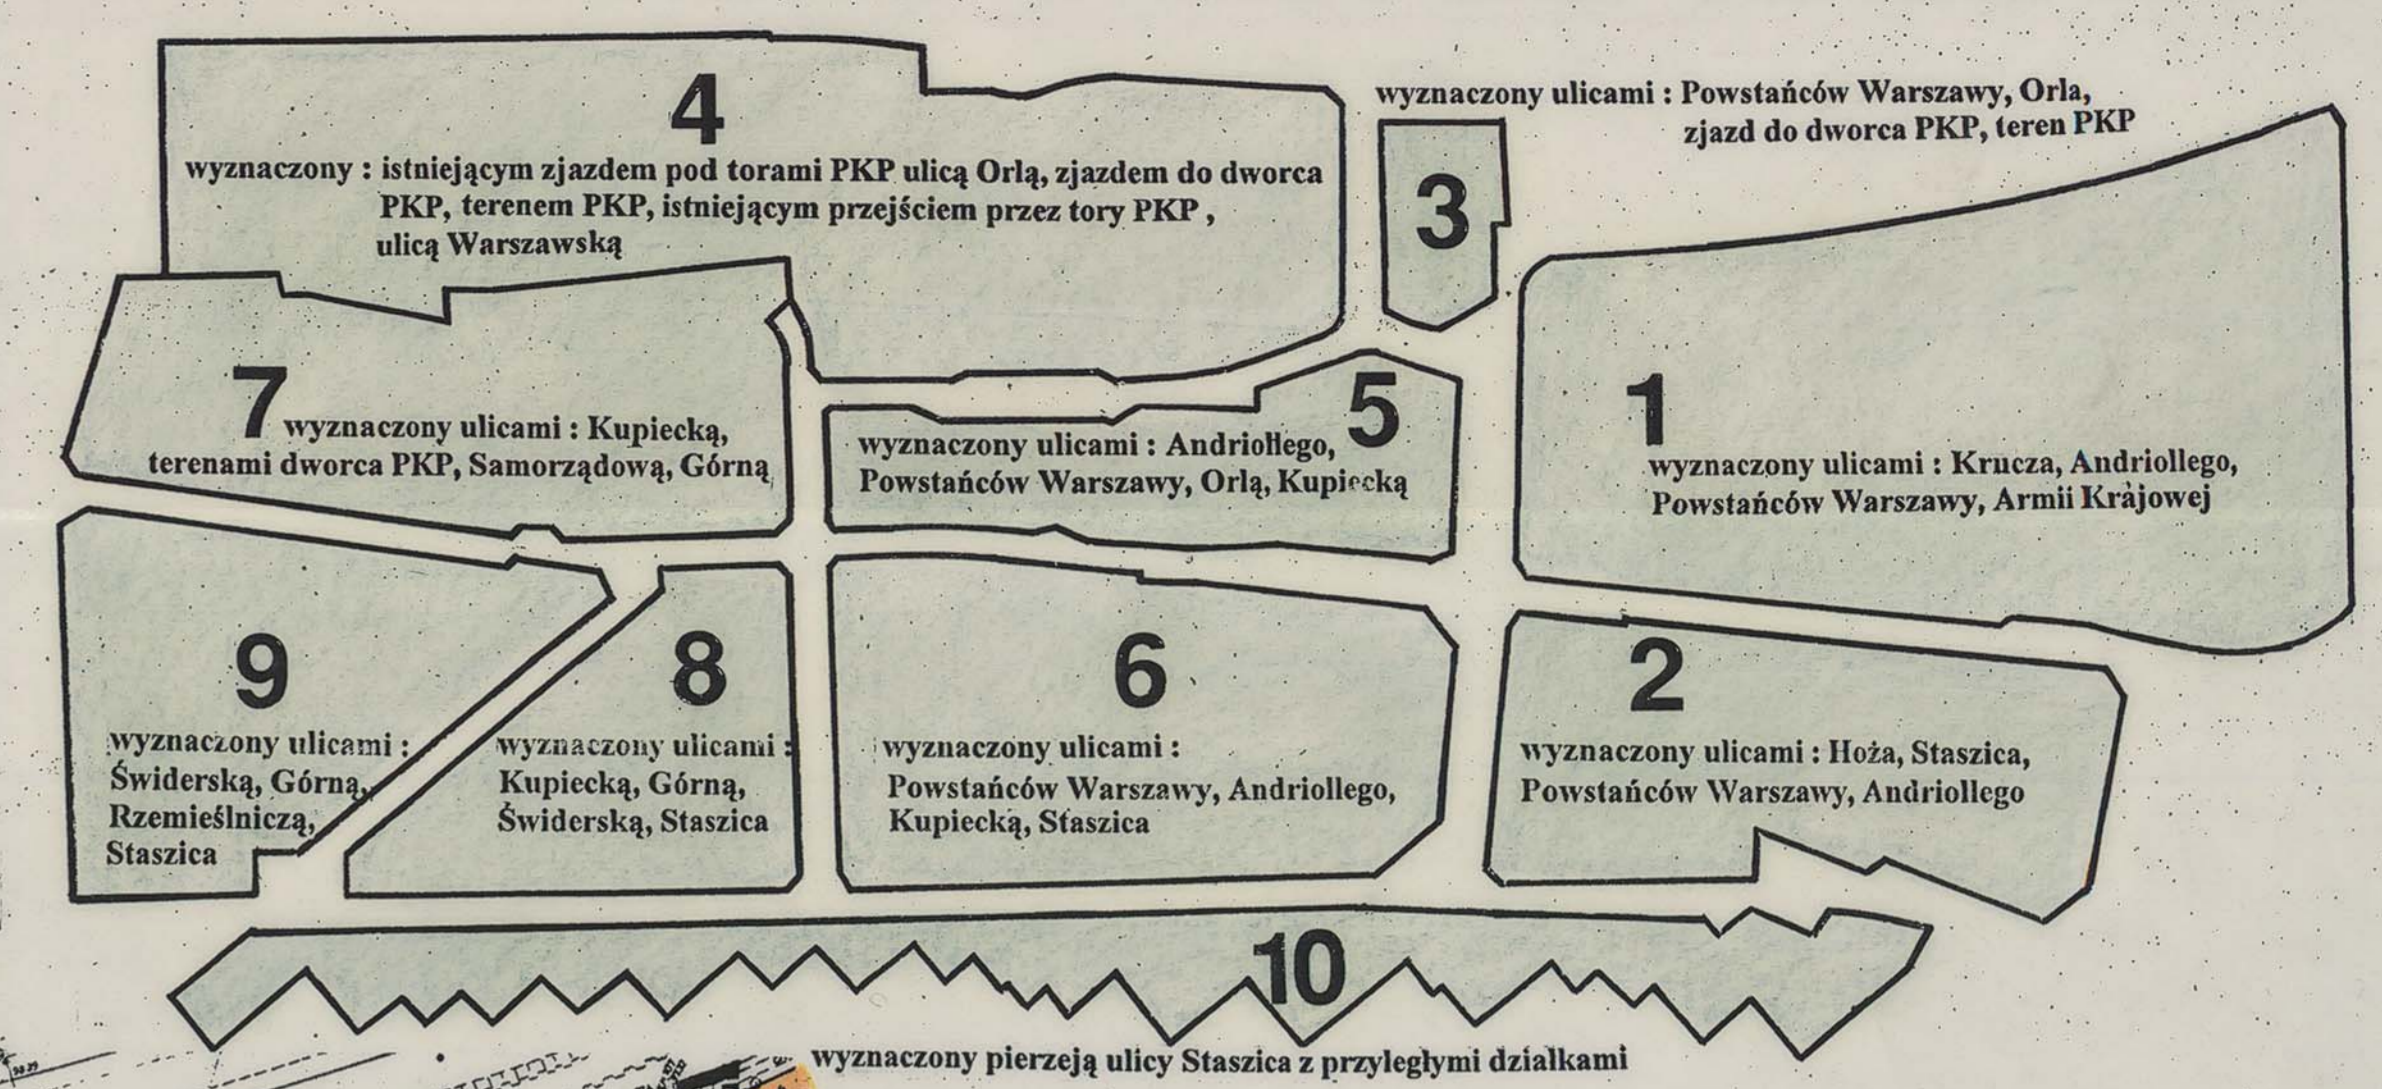 4
wyznaczony : istniejącym zjazdem pod torami PKP ulicą Orlą, zjazdem do dworca
PKP, terenem PKP, istniejącym przejściem przez tory PKP ,
ulicą Warszawską
wyznaczony ulicami : Powstańców Warszawy, Orla,
zjazd do dworca PKP, teren PKP
3
7
wyznaczony ulicami : Kupiecką,
terenami dworca PKP, Samorządową, Górną
5
wyznaczony ulicami : Andriollego,
Powstańców Warszawy, Orlą, Kupiecką
1
wyznaczony ulicami : Krucza, Andriollego,
Powstańców Warszawy, Armii Krajowej
9
wyznaczony ulicami :
Świderską, Górną,
Rzemieślniczą,
Staszica
8
wyznaczony ulicami :
Kupiecką, Górną,
Świderską, Staszica
6
wyznaczony ulicami :
Powstańców Warszawy, Andriollego,
Kupiecką, Staszica
2
wyznaczony ulicami : Hoża, Staszica,
Powstańców Warszawy, Andriollego
10
wyznaczony pierzeją ulicy Staszica z przyległymi działkami